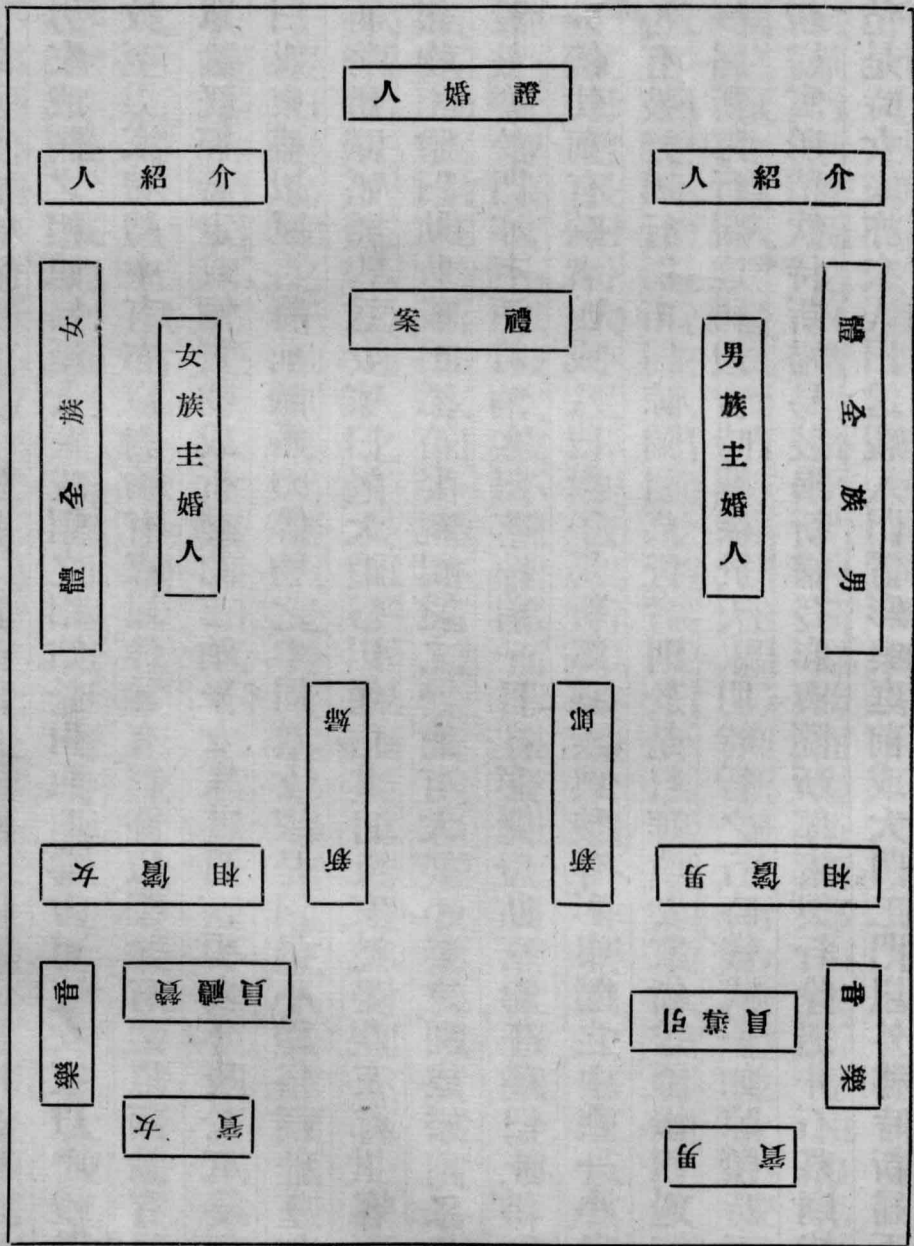 證婚人
介紹人
介紹人
禮案
男族全體
男族主婚人
女族主婚人
女族全體
新郎
新婦
男儐相
女儐相
引導員
贊禮員
音樂
音樂
男賓
女賓